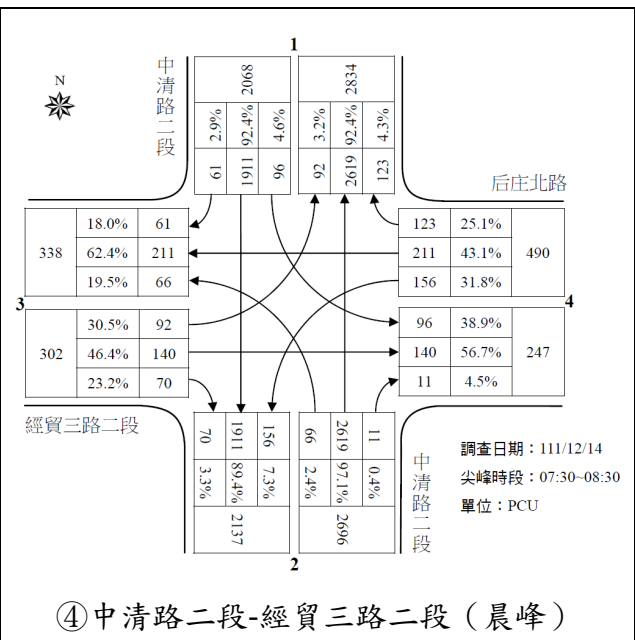 1
N
中清路二段
2068
2834
2.9% 92.4% 4.6%
3.2% 92.4% 4.3%
61 1911 96
92 2619 123
后庄北路
338
18.0% 61
62.4% 211
19.5% 66
123 25.1%
211 43.1%
156 31.8%
490
3
4
302
30.5% 92
46.4% 140
23.2% 70
96 38.9%
140 56.7%
11 4.5%
247
經貿三路二段
70 1911 156
66 2619 11
3.3% 89.4% 7.3%
2.4% 97.1% 0.4%
2137
2696
中清路二段
調查日期：111/12/14
尖峰時段：07:30~08:30
單位：PCU
2
④中清路二段-經貿三路二段（晨峰）